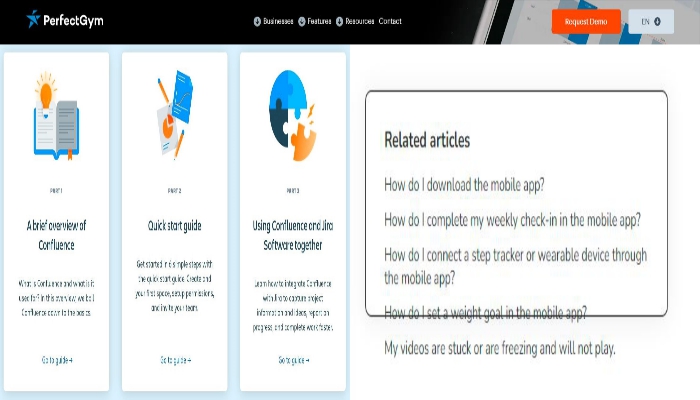 PerfectGym
Businesses Features Resources Contact
Request Demo
EN
PART 1
A brief overview of
Confluence
What is Confluence and what is it
used for? In this overview, we boil
Confluence down to the basics.
Go to guide →
PART 2
Quick start guide
Get started in 6 simple steps with
the quick start guide. Create and
your first space, setup permissions,
and invite your team.
Go to guide →
PART 3
Using Confluence and Jira
Software together
Learn how to integrate Confluence
with Jira to capture project
information and ideas, report on
progress, and complete work faster.
Go to guide →
Related articles
How do I download the mobile app?
How do I complete my weekly check-in in the mobile app?
How do I connect a step tracker or wearable device through
the mobile app?
How do I set a weight goal in the mobile app?
My videos are stuck or are freezing and will not play.